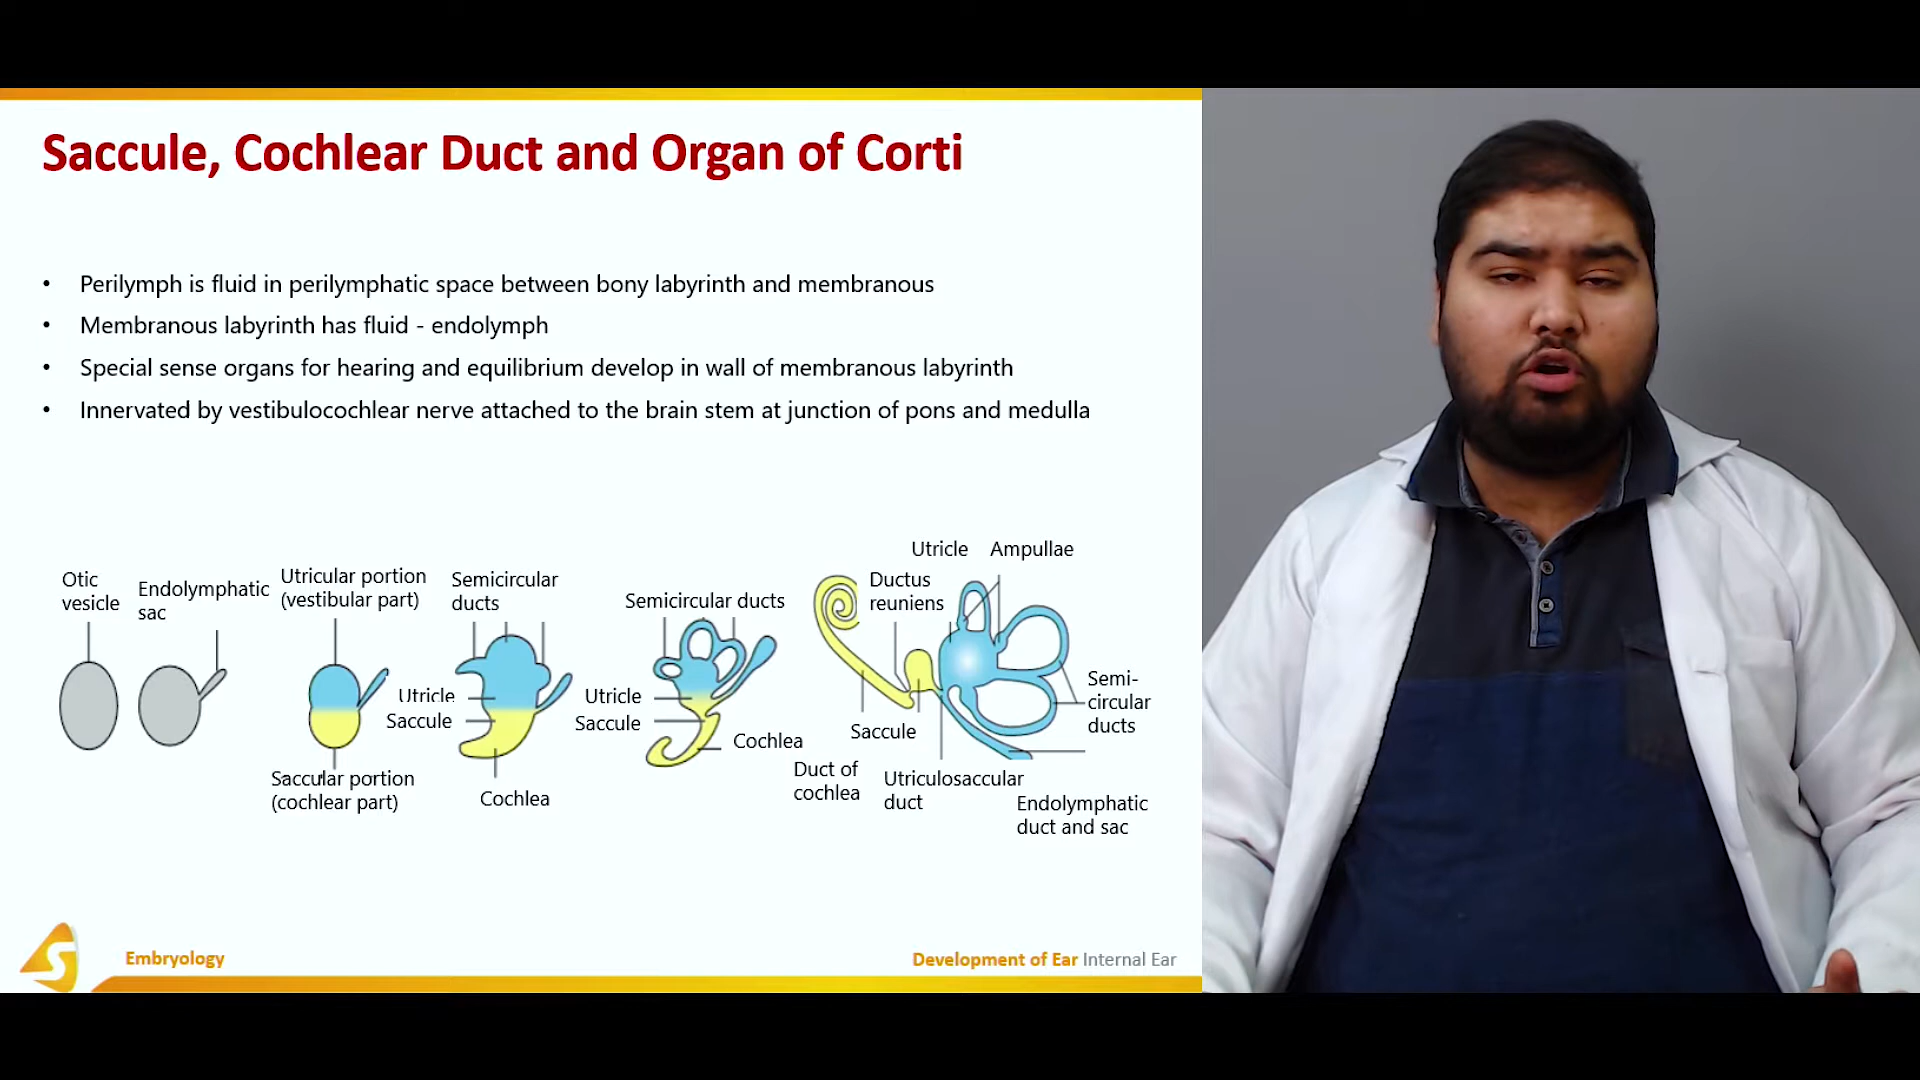 Saccule, Cochlear Duct and Organ of Corti
• Perilymph is fluid in perilymphatic space between bony labyrinth and membranous
• Membranous labyrinth has fluid - endolymph
• Special sense organs for hearing and equilibrium develop in wall of membranous labyrinth
• Innervated by vestibulocochlear nerve attached to the brain stem at junction of pons and medulla
Otic
vesicle
Endolymphatic
sac
Utricular portion
(vestibular part)
Saccular portion
(cochlear part)
Semicircular
ducts
Utricle
Saccule
Cochlea
Semicircular ducts
Utricle
Saccule
Cochlea
Utricle
Ampullae
Ductus
reuniens
Semi-
circular
ducts
Saccule
Duct of
cochlea
Utriculosaccular
duct
Endolymphatic
duct and sac
S
Embryology
Development of Ear Internal Ear